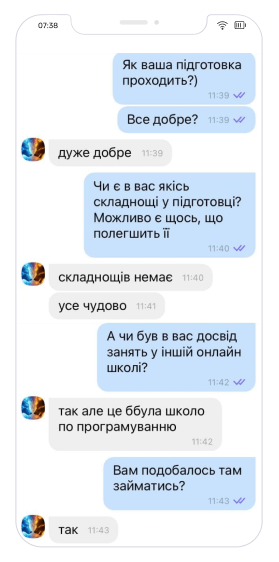 07:38
Як ваша підготовка
проходить?)
11:39
Все добре? 11:39
дуже добре 11:39
Чи є в вас якісь
складнощі у підготовці?
Можливо є щось, що
полегшить її
11:40
складнощів немає 11:40
усе чудово 11:41
А чи був в вас досвід
занять у іншій онлайн
школі?
11:42
так але це ббула школо
по програмуванню
11:42
Вам подобалось там
займатись?
11:43
так 11:43